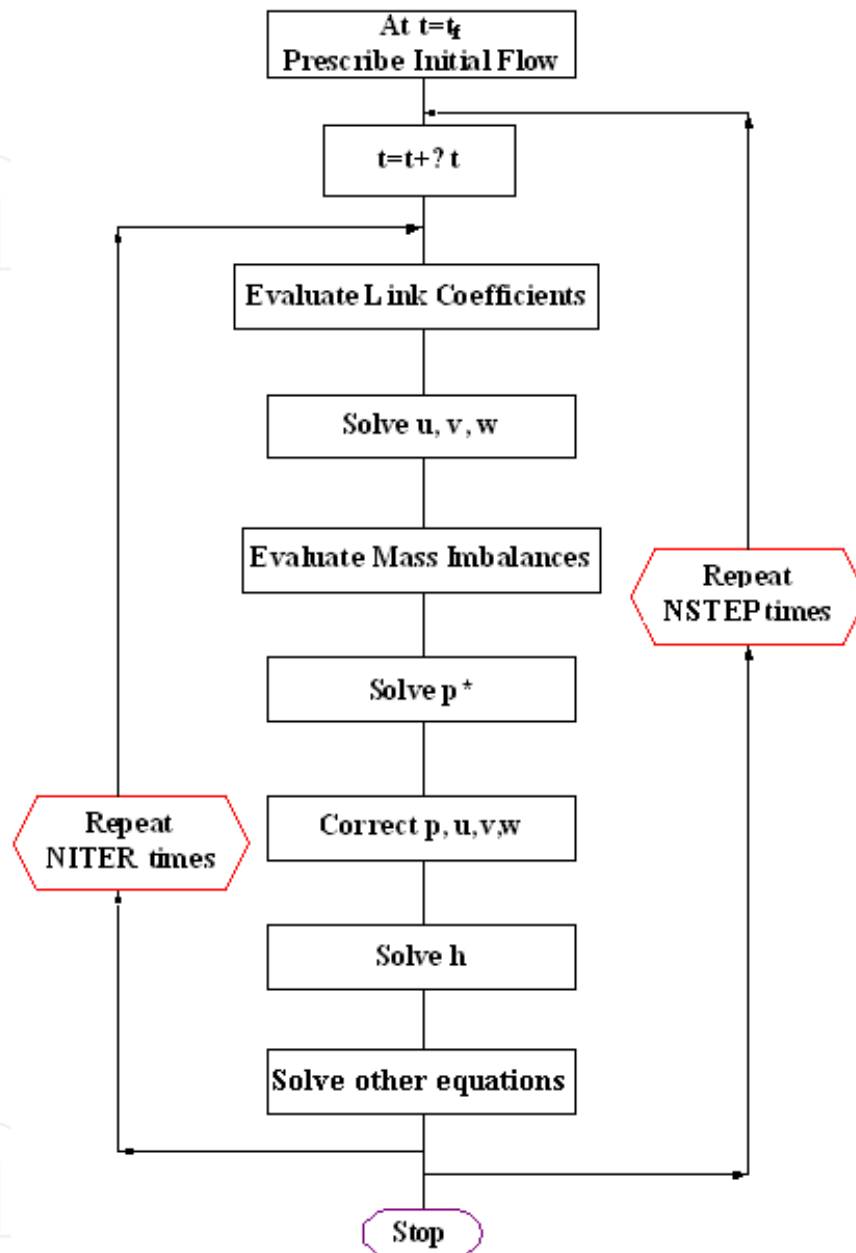 At t=tf
Prescribe Initial Flow
t=t+? t
Evaluate Link Coefficients
Solve u, v, w
Evaluate Mass Imbalances
Repeat
NSTEP times
Solve p*
Correct p, u,v,w
Repeat
NITER times
Solve h
Solve other equations
Stop